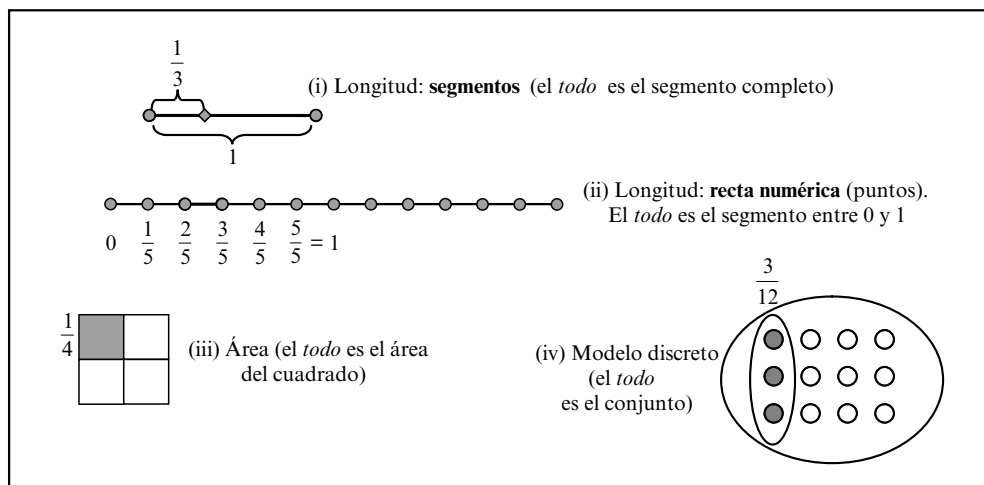 1/3
(i) Longitud: segmentos (el todo es el segmento completo)
1
(ii) Longitud: recta numérica (puntos).
El todo es el segmento entre 0 y 1
0 1/5 2/5 3/5 4/5 5/5 = 1
1/4
(iii) Área (el todo es el área
del cuadrado)
3/12
(iv) Modelo discreto
(el todo
es el conjunto)